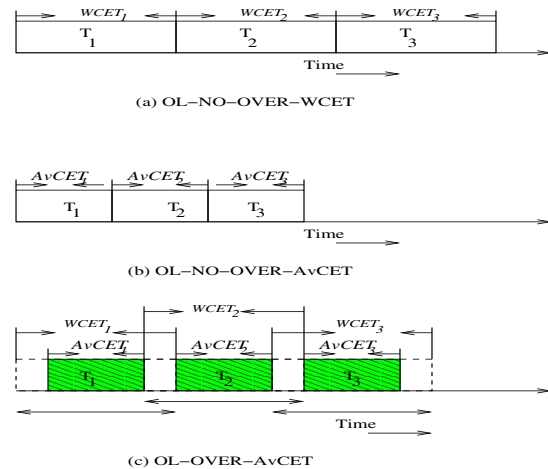 WCET1 WCET2 WCET3
T1 T2 T3
Time
(a) OL-NO-OVER-WCET
AvCET1 AvCET2 AvCET3
T1 T2 T3
Time
(b) OL-NO-OVER-AvCET
WCET2
WCET1 WCET3
AvCET1 AvCET2 AvCET3
T1 T2 T3
Time
(c) OL-OVER-AvCET